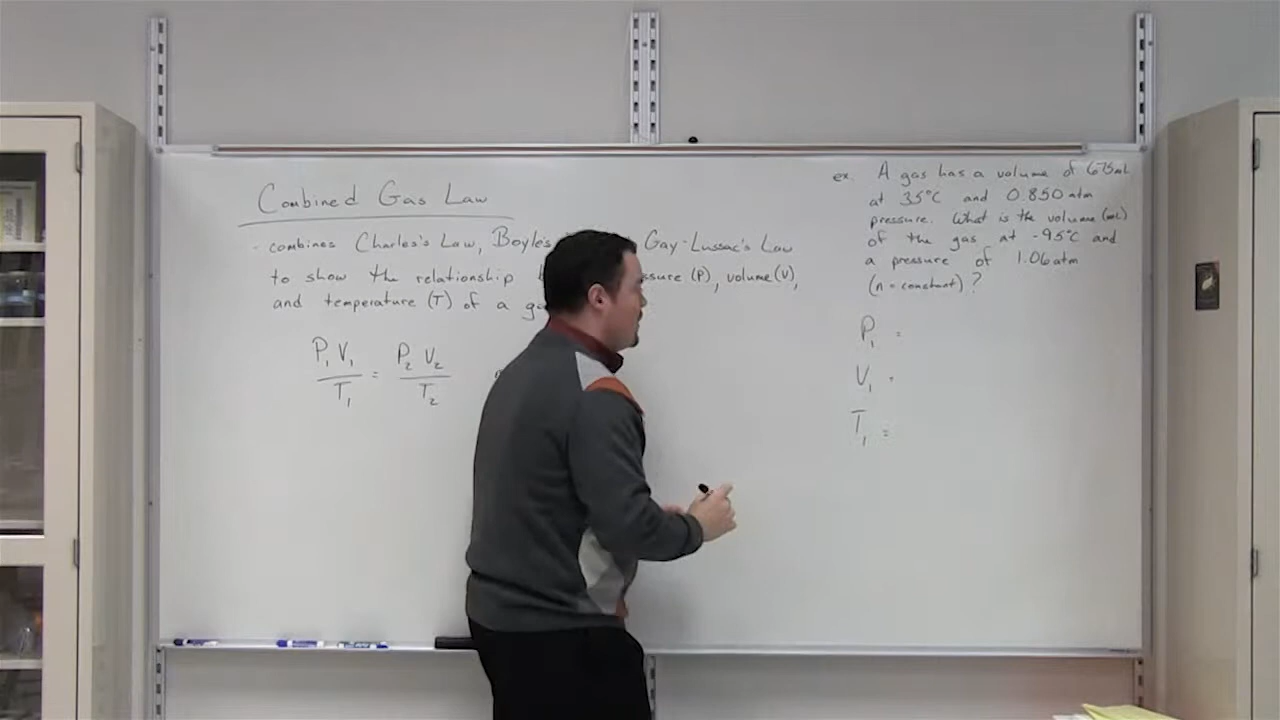 Combined Gas Law
- combines Charles's Law, Boyle's Gay-Lussac's Law
to show the relationship (P), volume (V),
and temperature (T) of a
P₁ V₁ / T₁ = P₂ V₂ / T₂
ex. A gas has a volume of 675 mL
at 35°C and 0.850 atm
pressure. What is the volume (mL)
of the gas at -95°C and
a pressure of 1.06 atm
(n = constant)?
P₁ =
V₁ =
T₁ =